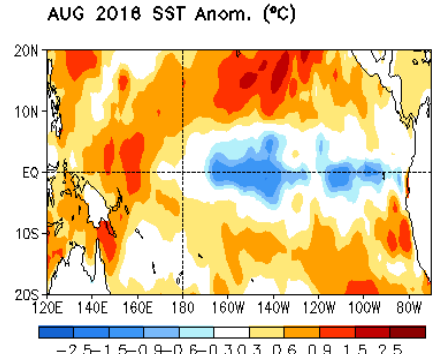 AUG 2016 SST Anom. (ºC)
20N
10N
EQ
10S
20S
120E 140E 160E 180 160W 140W 120W 100W 80W
-2.5-1.5-0.9-0.6-0.3 0.3 0.6 0.9 1.5 2.5